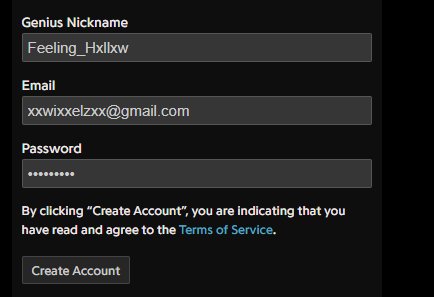 Genius Nickname
Feeling_Hxllxw
Email
xxwixxelzxx@gmail.com
Password
•••••••••
By clicking “Create Account”, you are indicating that you
have read and agree to the Terms of Service.
Create Account